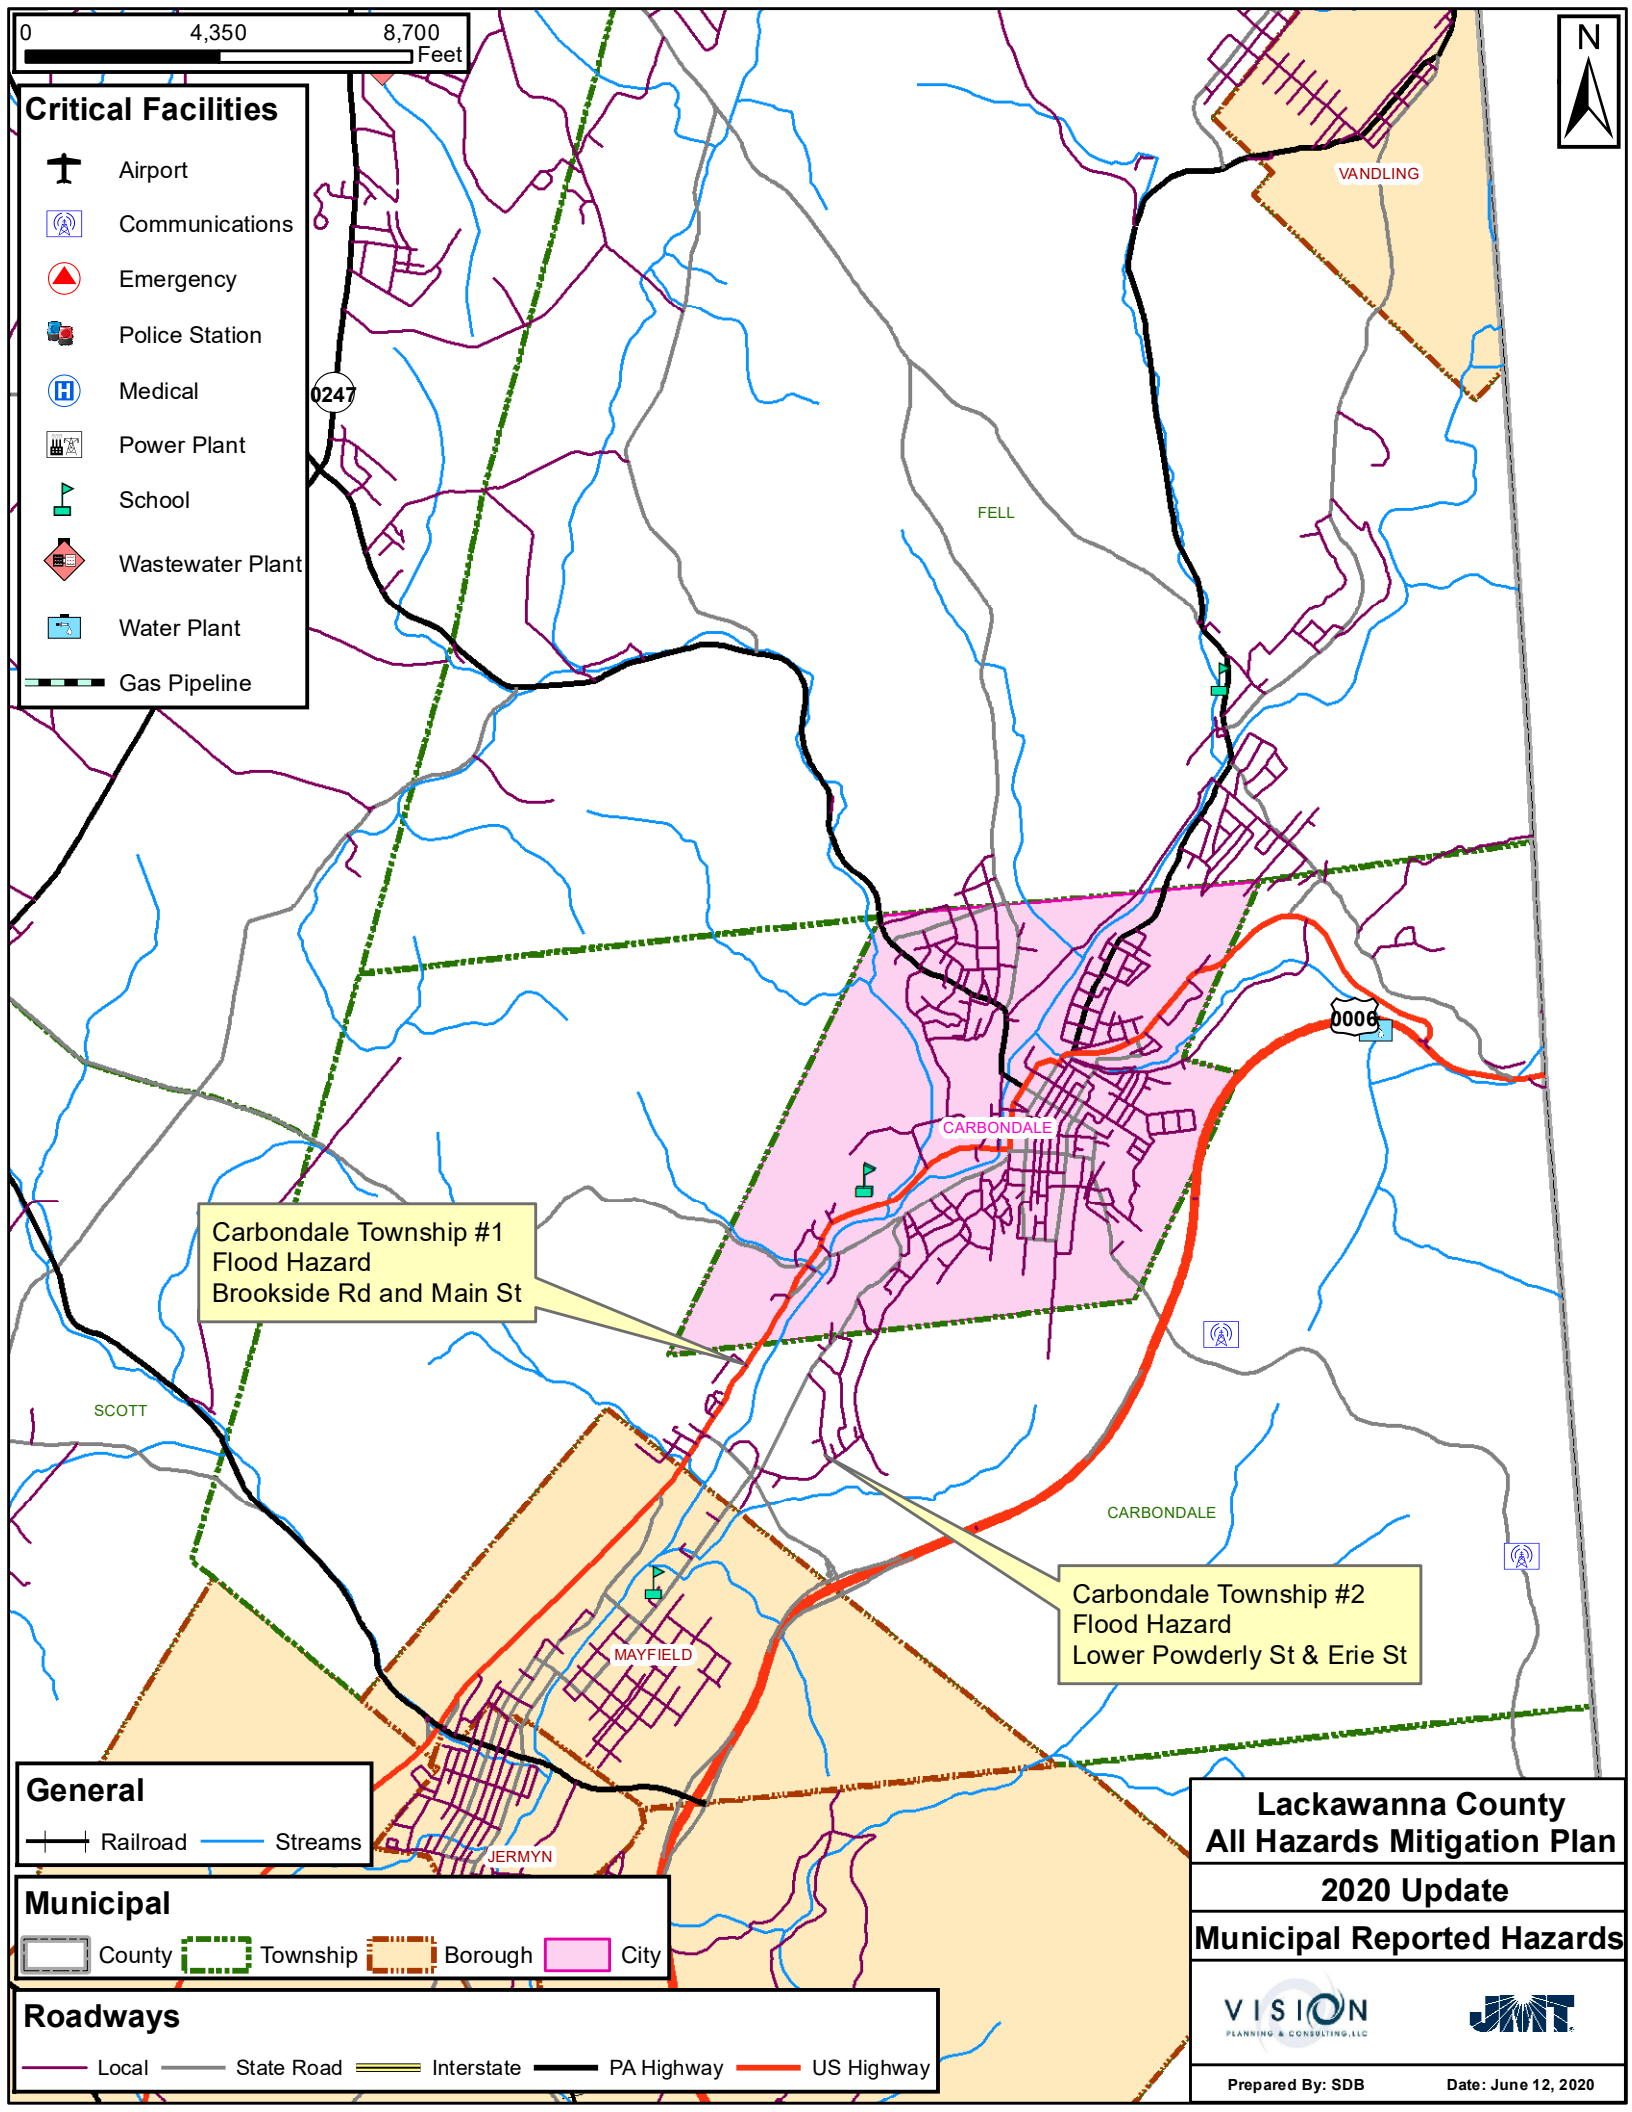 0 4,350 8,700
Feet
N
Critical Facilities
Airport
Communications
Emergency
Police Station
Medical
Power Plant
School
Wastewater Plant
Water Plant
Gas Pipeline
VANDLING
0247
FELL
0006
CARBONDALE
Carbondale Township #1
Flood Hazard
Brookside Rd and Main St
SCOTT
CARBONDALE
Carbondale Township #2
Flood Hazard
Lower Powderly St & Erie St
MAYFIELD
JERMYN
General
Railroad Streams
Municipal
County Township Borough City
Roadways
Local State Road Interstate PA Highway US Highway
Lackawanna County
All Hazards Mitigation Plan
2020 Update
Municipal Reported Hazards
VISION
PLANNING & CONSULTING, LLC
JMT
Prepared By: SDB Date: June 12, 2020